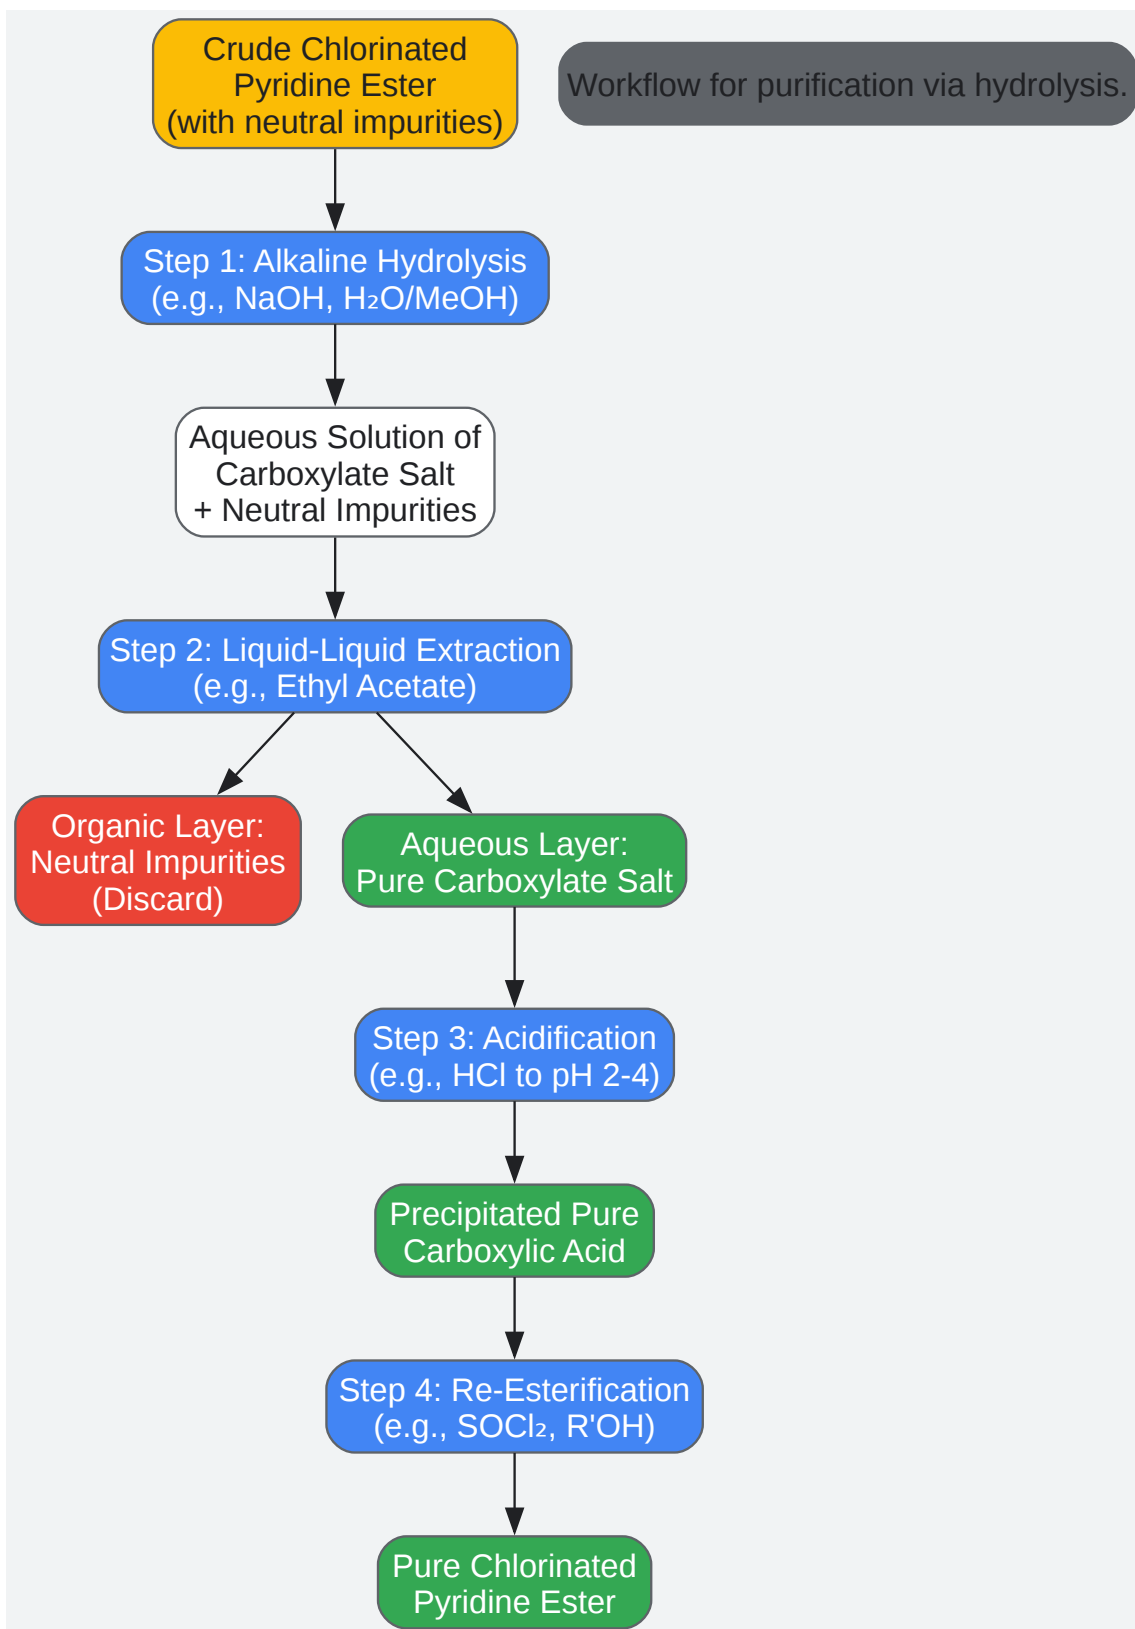 Crude Chlorinated
Pyridine Ester
(with neutral impurities)
Workflow for purification via hydrolysis.
Step 1: Alkaline Hydrolysis
(e.g., NaOH, H₂O/MeOH)
Aqueous Solution of
Carboxylate Salt
+ Neutral Impurities
Step 2: Liquid-Liquid Extraction
(e.g., Ethyl Acetate)
Organic Layer:
Neutral Impurities
(Discard)
Aqueous Layer:
Pure Carboxylate Salt
Step 3: Acidification
(e.g., HCl to pH 2-4)
Precipitated Pure
Carboxylic Acid
Step 4: Re-Esterification
(e.g., SOCl₂, R'OH)
Pure Chlorinated
Pyridine Ester